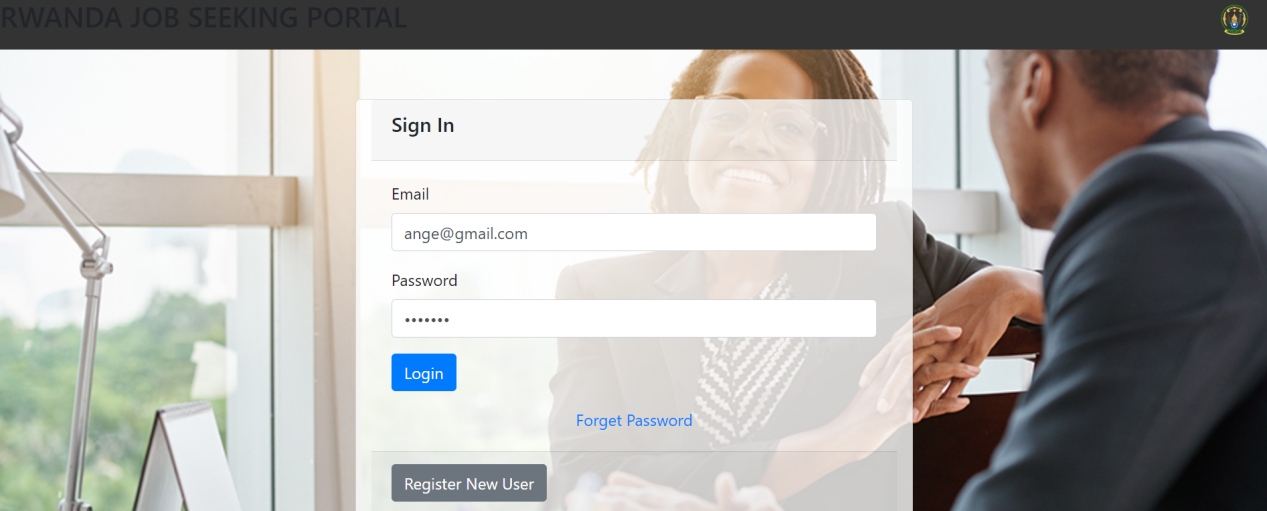 RWANDA JOB SEEKING PORTAL
Sign In
Email
ange@gmail.com
Password
•••••••
Login
Forget Password
Register New User